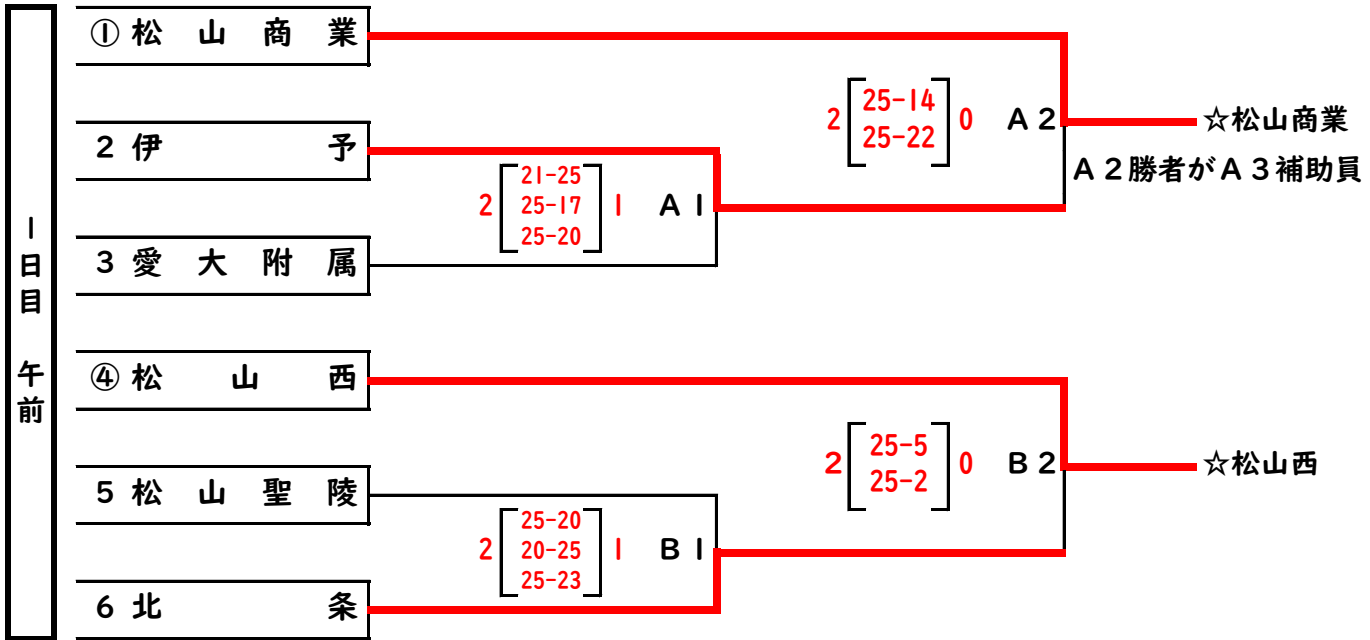 1日目 午前
①松山商業
2伊予
3愛大附属
④松山西
5松山聖陵
6北条
2 21-25 1 A1
25-17
25-20
2 25-20 1 B1
20-25
25-23
2 25-14 0 A2
25-22
☆松山商業
A2勝者がA3補助員
2 25-5 0 B2
25-2
☆松山西